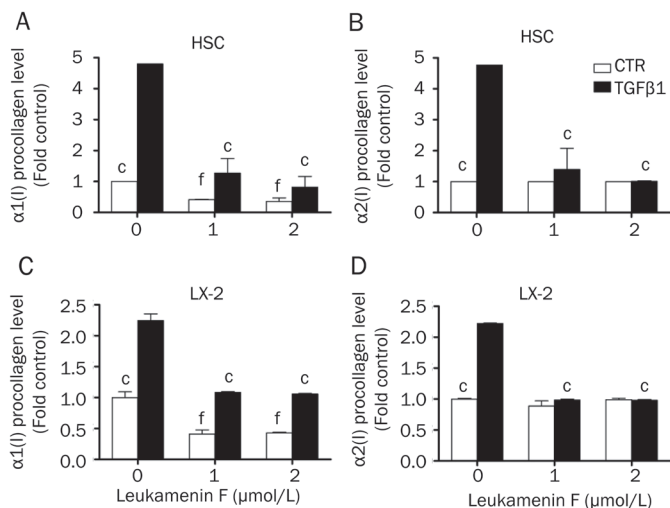 A
HSC
α1(I) procollagen level
(Fold control)
5
4
3
2
1
0
c
f
c
f
c
0
1
2
B
HSC
CTR
TGFβ1
α2(I) procollagen level
(Fold control)
5
4
3
2
1
0
c
c
c
0
1
2
C
LX-2
α1(I) procollagen level
(Fold control)
2.5
2.0
1.5
1.0
0.5
0.0
c
f
c
f
c
0
1
2
Leukamenin F (μmol/L)
D
LX-2
α2(I) procollagen level
(Fold control)
2.5
2.0
1.5
1.0
0.5
0.0
c
c
c
0
1
2
Leukamenin F (μmol/L)